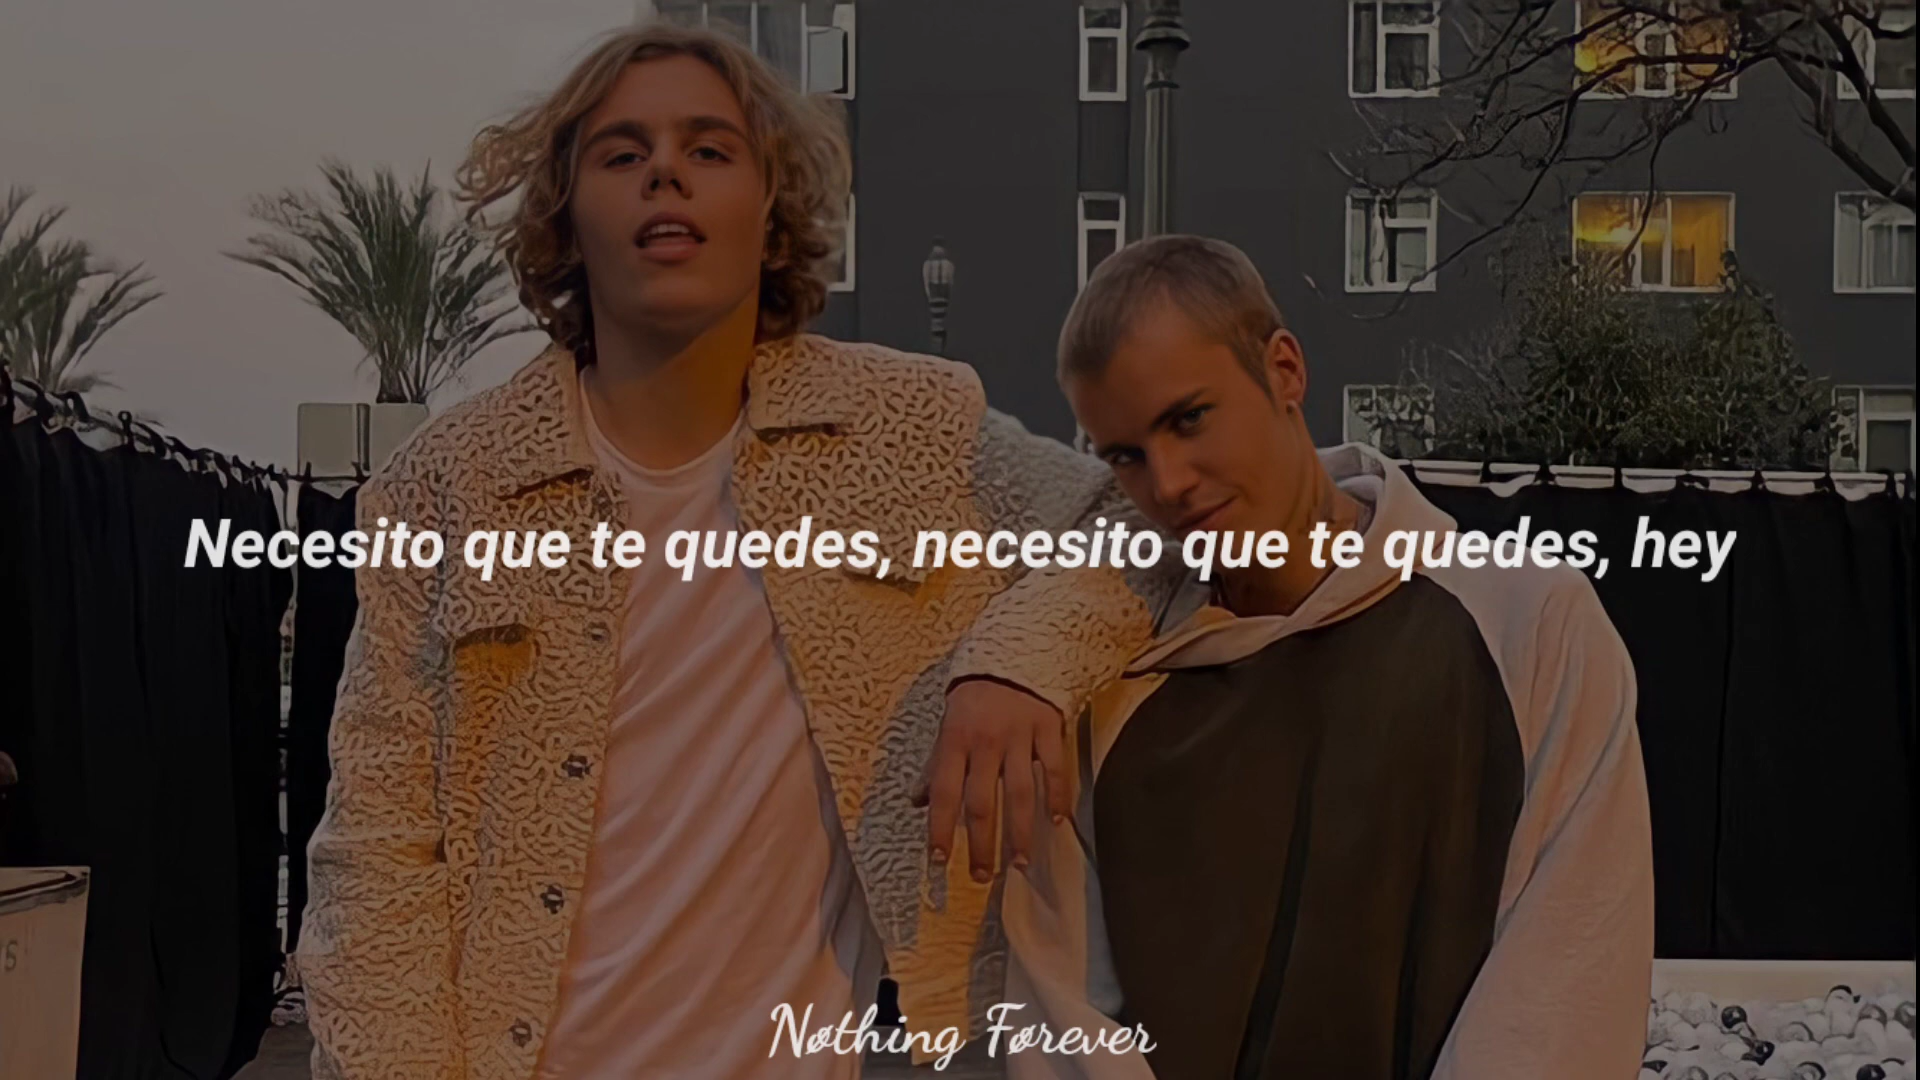 Necesito que te quedes, necesito que te quedes, hey
Nøthing Førever